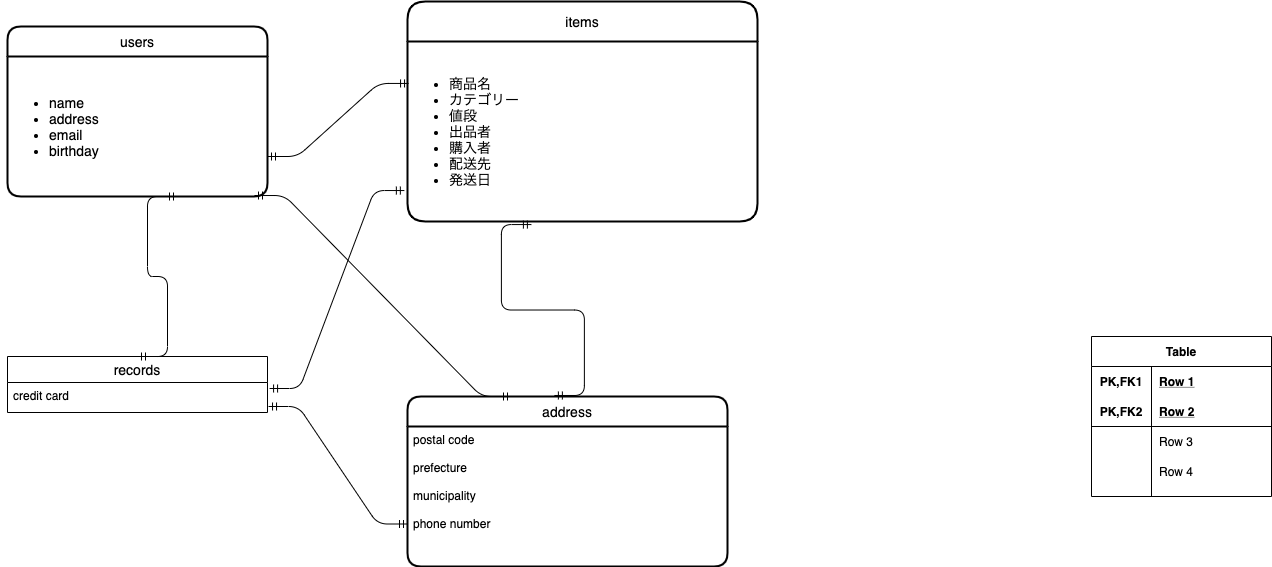 users
name
address
email
birthday
items
商品名
カテゴリー
値段
出品者
購入者
配送先
発送日
records
credit card
address
postal code
prefecture
municipality
phone number
Table
PK,FK1 Row 1
PK,FK2 Row 2
Row 3
Row 4